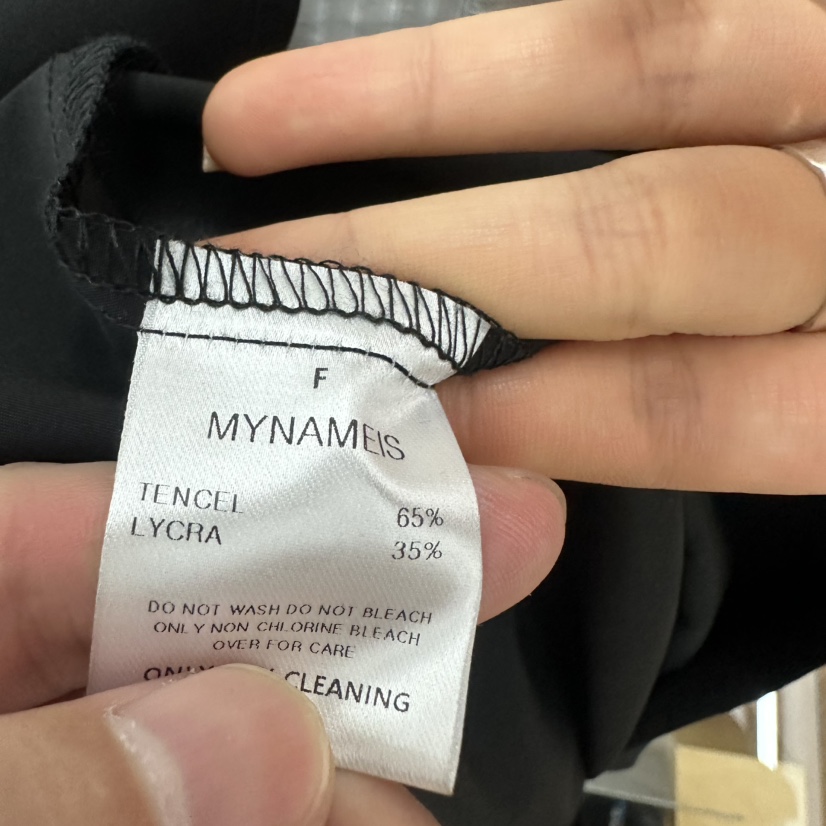 F
MYNAMEIS
TENCEL 65%
LYCRA 35%
DO NOT WASH DO NOT BLEACH
ONLY NON CHLORINE BLEACH
OVER FOR CARE
CLEANING